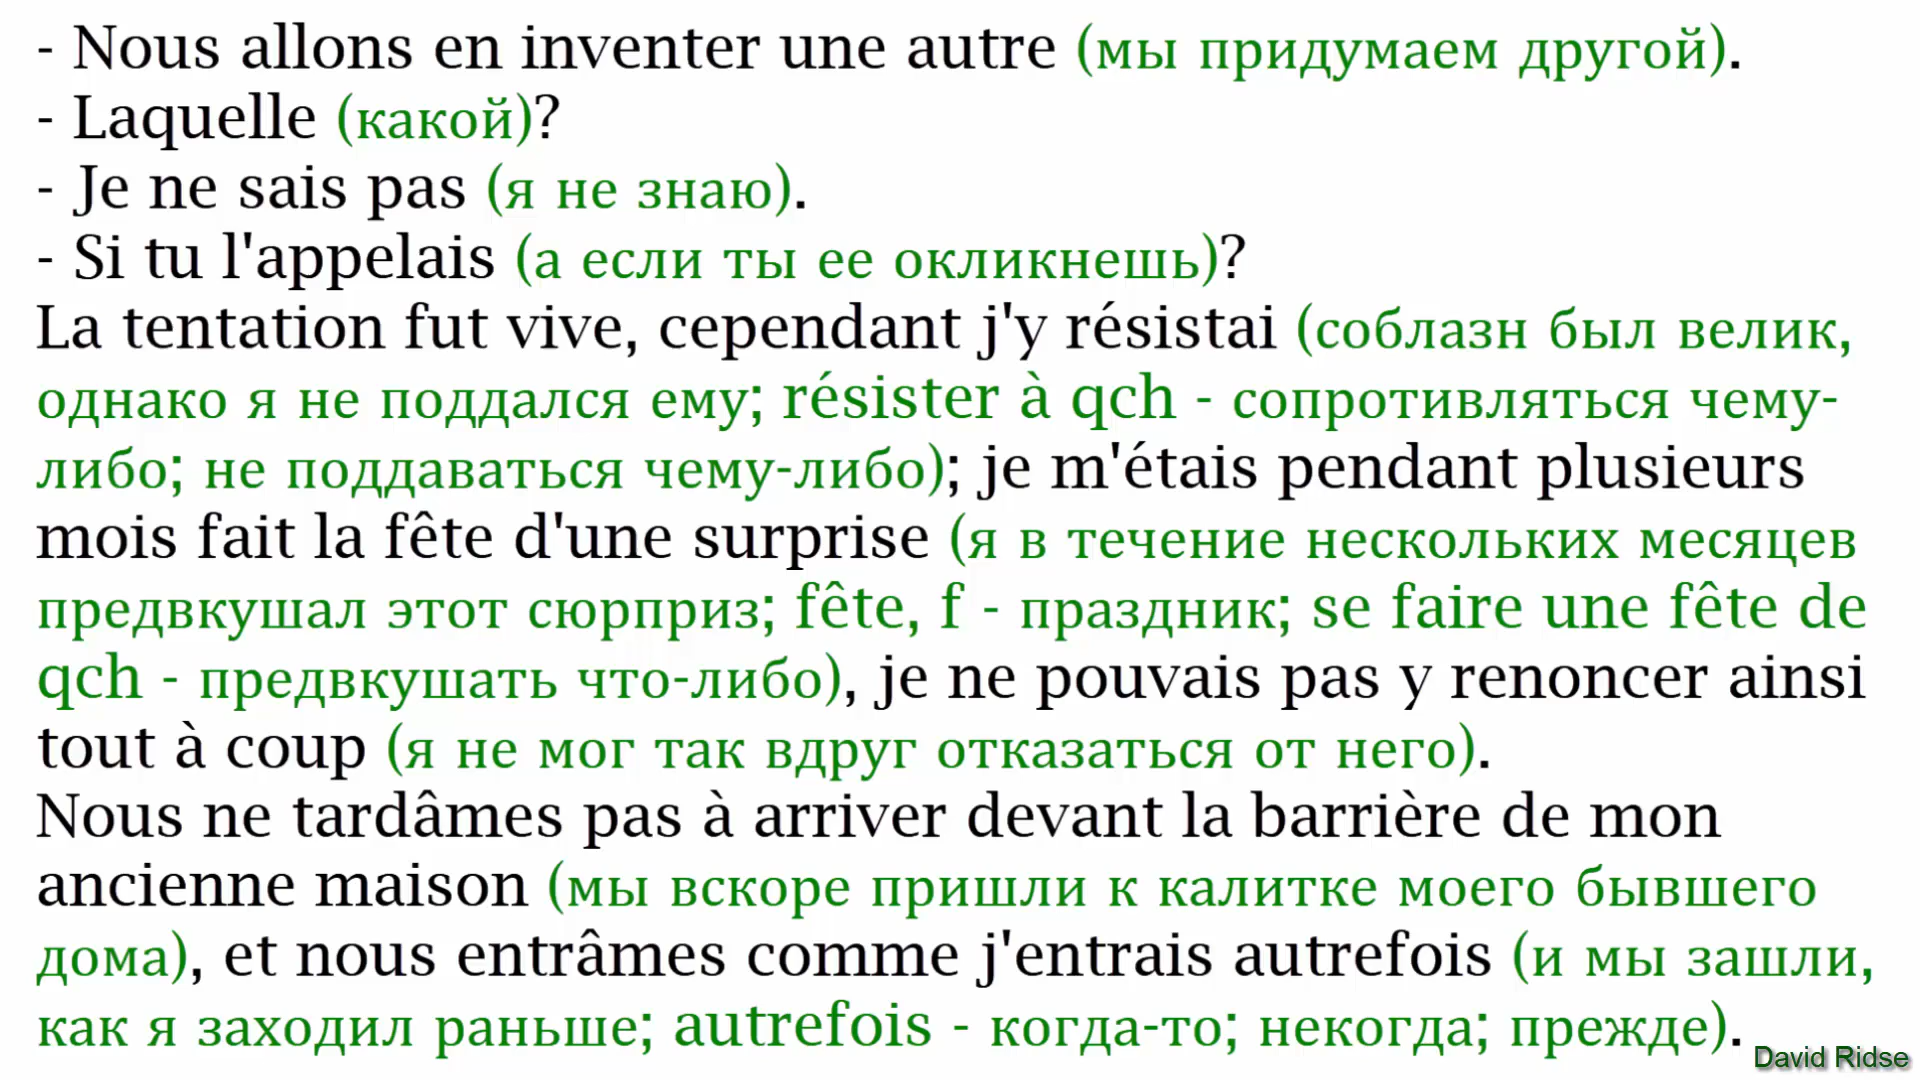 - Nous allons en inventer une autre (мы придумаем другой).
- Laquelle (какой)?
- Je ne sais pas (я не знаю).
- Si tu l'appelais (а если ты ее окликнешь)?
La tentation fut vive, cependant j'y résistai (соблазн был велик,
однако я не поддался ему; résister à qch - сопротивляться чему-
либо; не поддаваться чему-либо); je m'étais pendant plusieurs
mois fait la fête d'une surprise (я в течение нескольких месяцев
предвкушал этот сюрприз; fête, f - праздник; se faire une fête de
qch - предвкушать что-либо), je ne pouvais pas y renoncer ainsi
tout à coup (я не мог так вдруг отказаться от него).
Nous ne tardâmes pas à arriver devant la barrière de mon
ancienne maison (мы вскоре пришли к калитке моего бывшего
дома), et nous entrâmes comme j'entrais autrefois (и мы зашли,
как я заходил раньше; autrefois - когда-то; некогда; прежде).
David Ridse